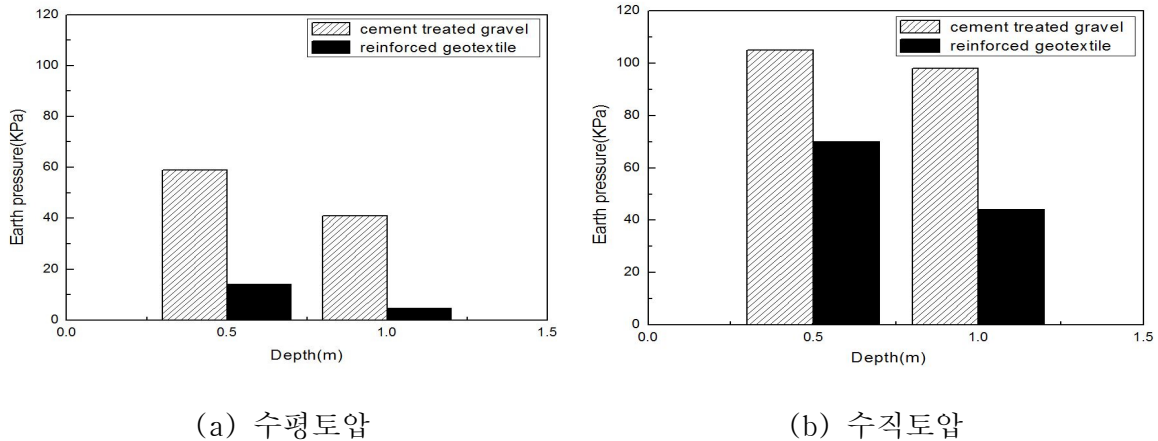 120
100
80
60
40
20
0
Earth pressure(KPa)
cement treated gravel
reinforced geotextile
0.0 0.5 1.0 1.5
Depth(m)
(a) 수평토압
120
100
80
60
40
20
0
Earth pressure(KPa)
cement treated gravel
reinforced geotextile
0.0 0.5 1.0 1.5
Depth(m)
(b) 수직토압